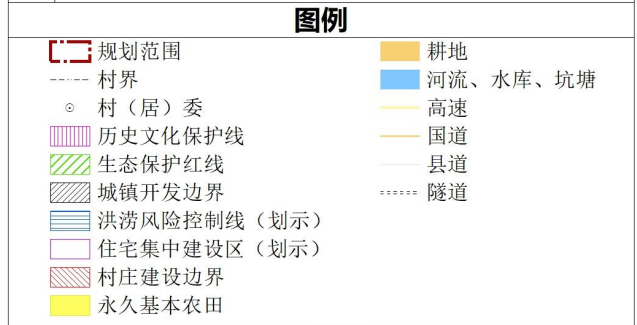 图例
规划范围
村界
村（居）委
历史文化保护线
生态保护红线
城镇开发边界
洪涝风险控制线（划示）
住宅集中建设区（划示）
村庄建设边界
永久基本农田
耕地
河流、水库、坑塘
高速
国道
县道
隧道